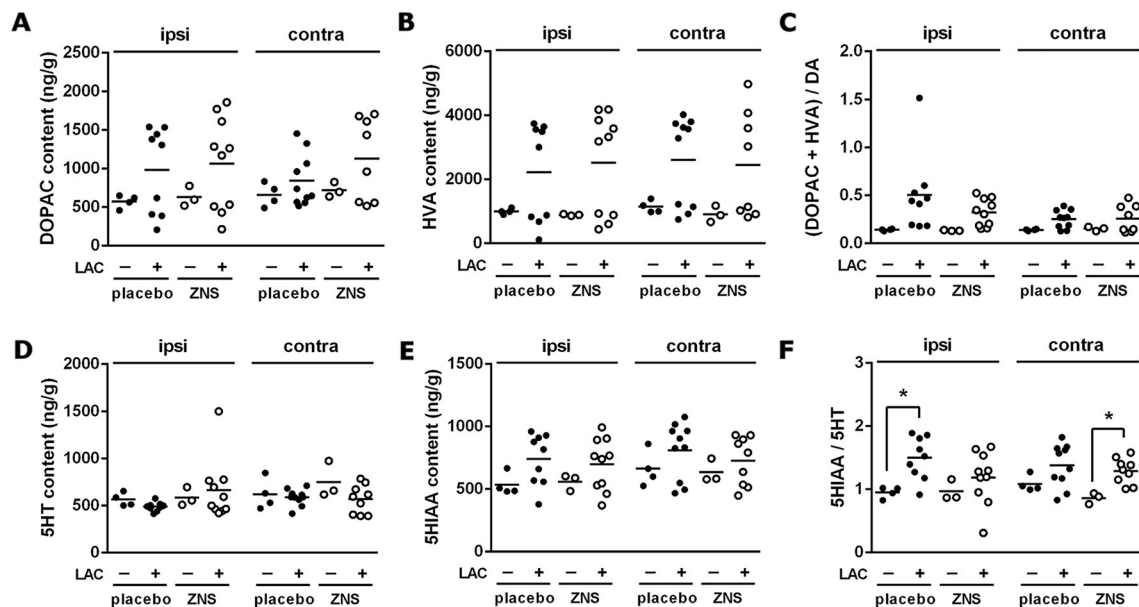 A
ipsi contra
DOPAC content (ng/g)
2500
2000
1500
1000
500
0
LAC − + − + − + − +
placebo ZNS placebo ZNS
B
ipsi contra
HVA content (ng/g)
6000
4000
2000
0
LAC − + − + − + − +
placebo ZNS placebo ZNS
C
ipsi contra
(DOPAC + HVA) / DA
2.0
1.5
1.0
0.5
0.0
LAC − + − + − + − +
placebo ZNS placebo ZNS
D
ipsi contra
5HT content (ng/g)
2000
1500
1000
500
0
LAC − + − + − + − +
placebo ZNS placebo ZNS
E
ipsi contra
5HIAA content (ng/g)
1500
1000
500
0
LAC − + − + − + − +
placebo ZNS placebo ZNS
F
ipsi contra
5HIAA / 5HT
3
2
1
0
* *
LAC − + − + − + − +
placebo ZNS placebo ZNS